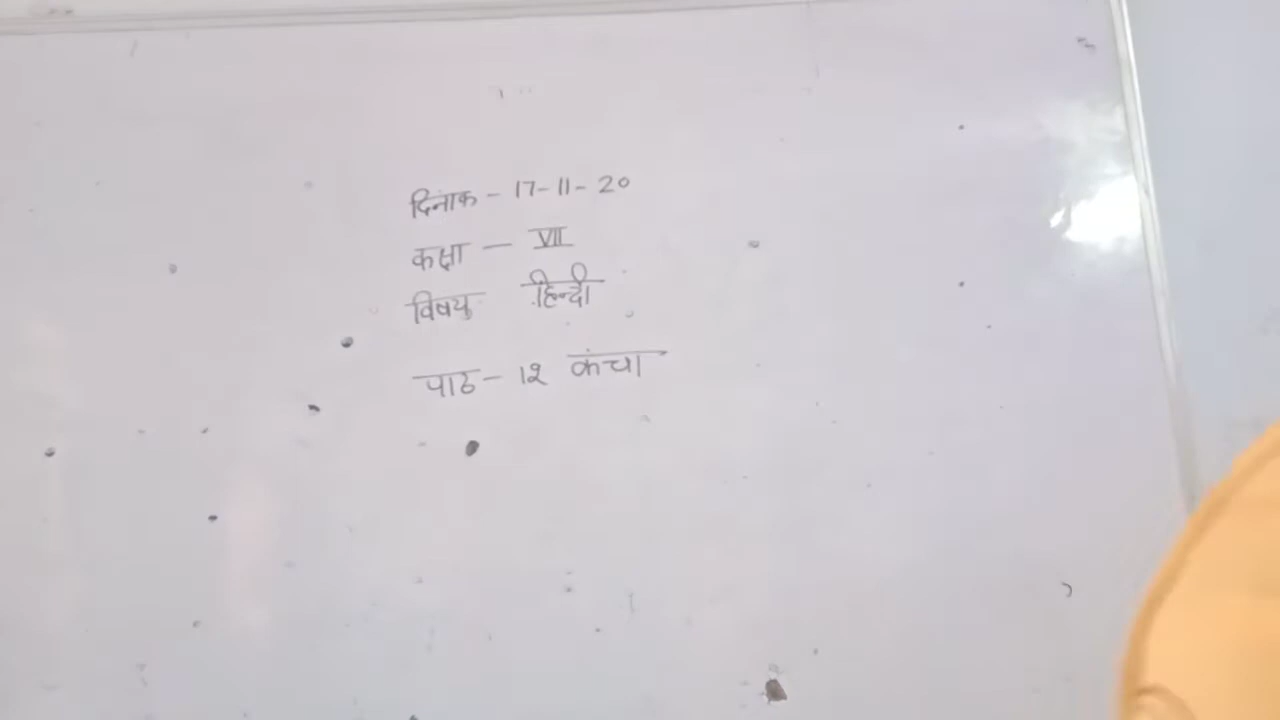 दिनांक - 17-11-20
कक्षा - VII
विषय हिन्दी
पाठ - 12 कंचा